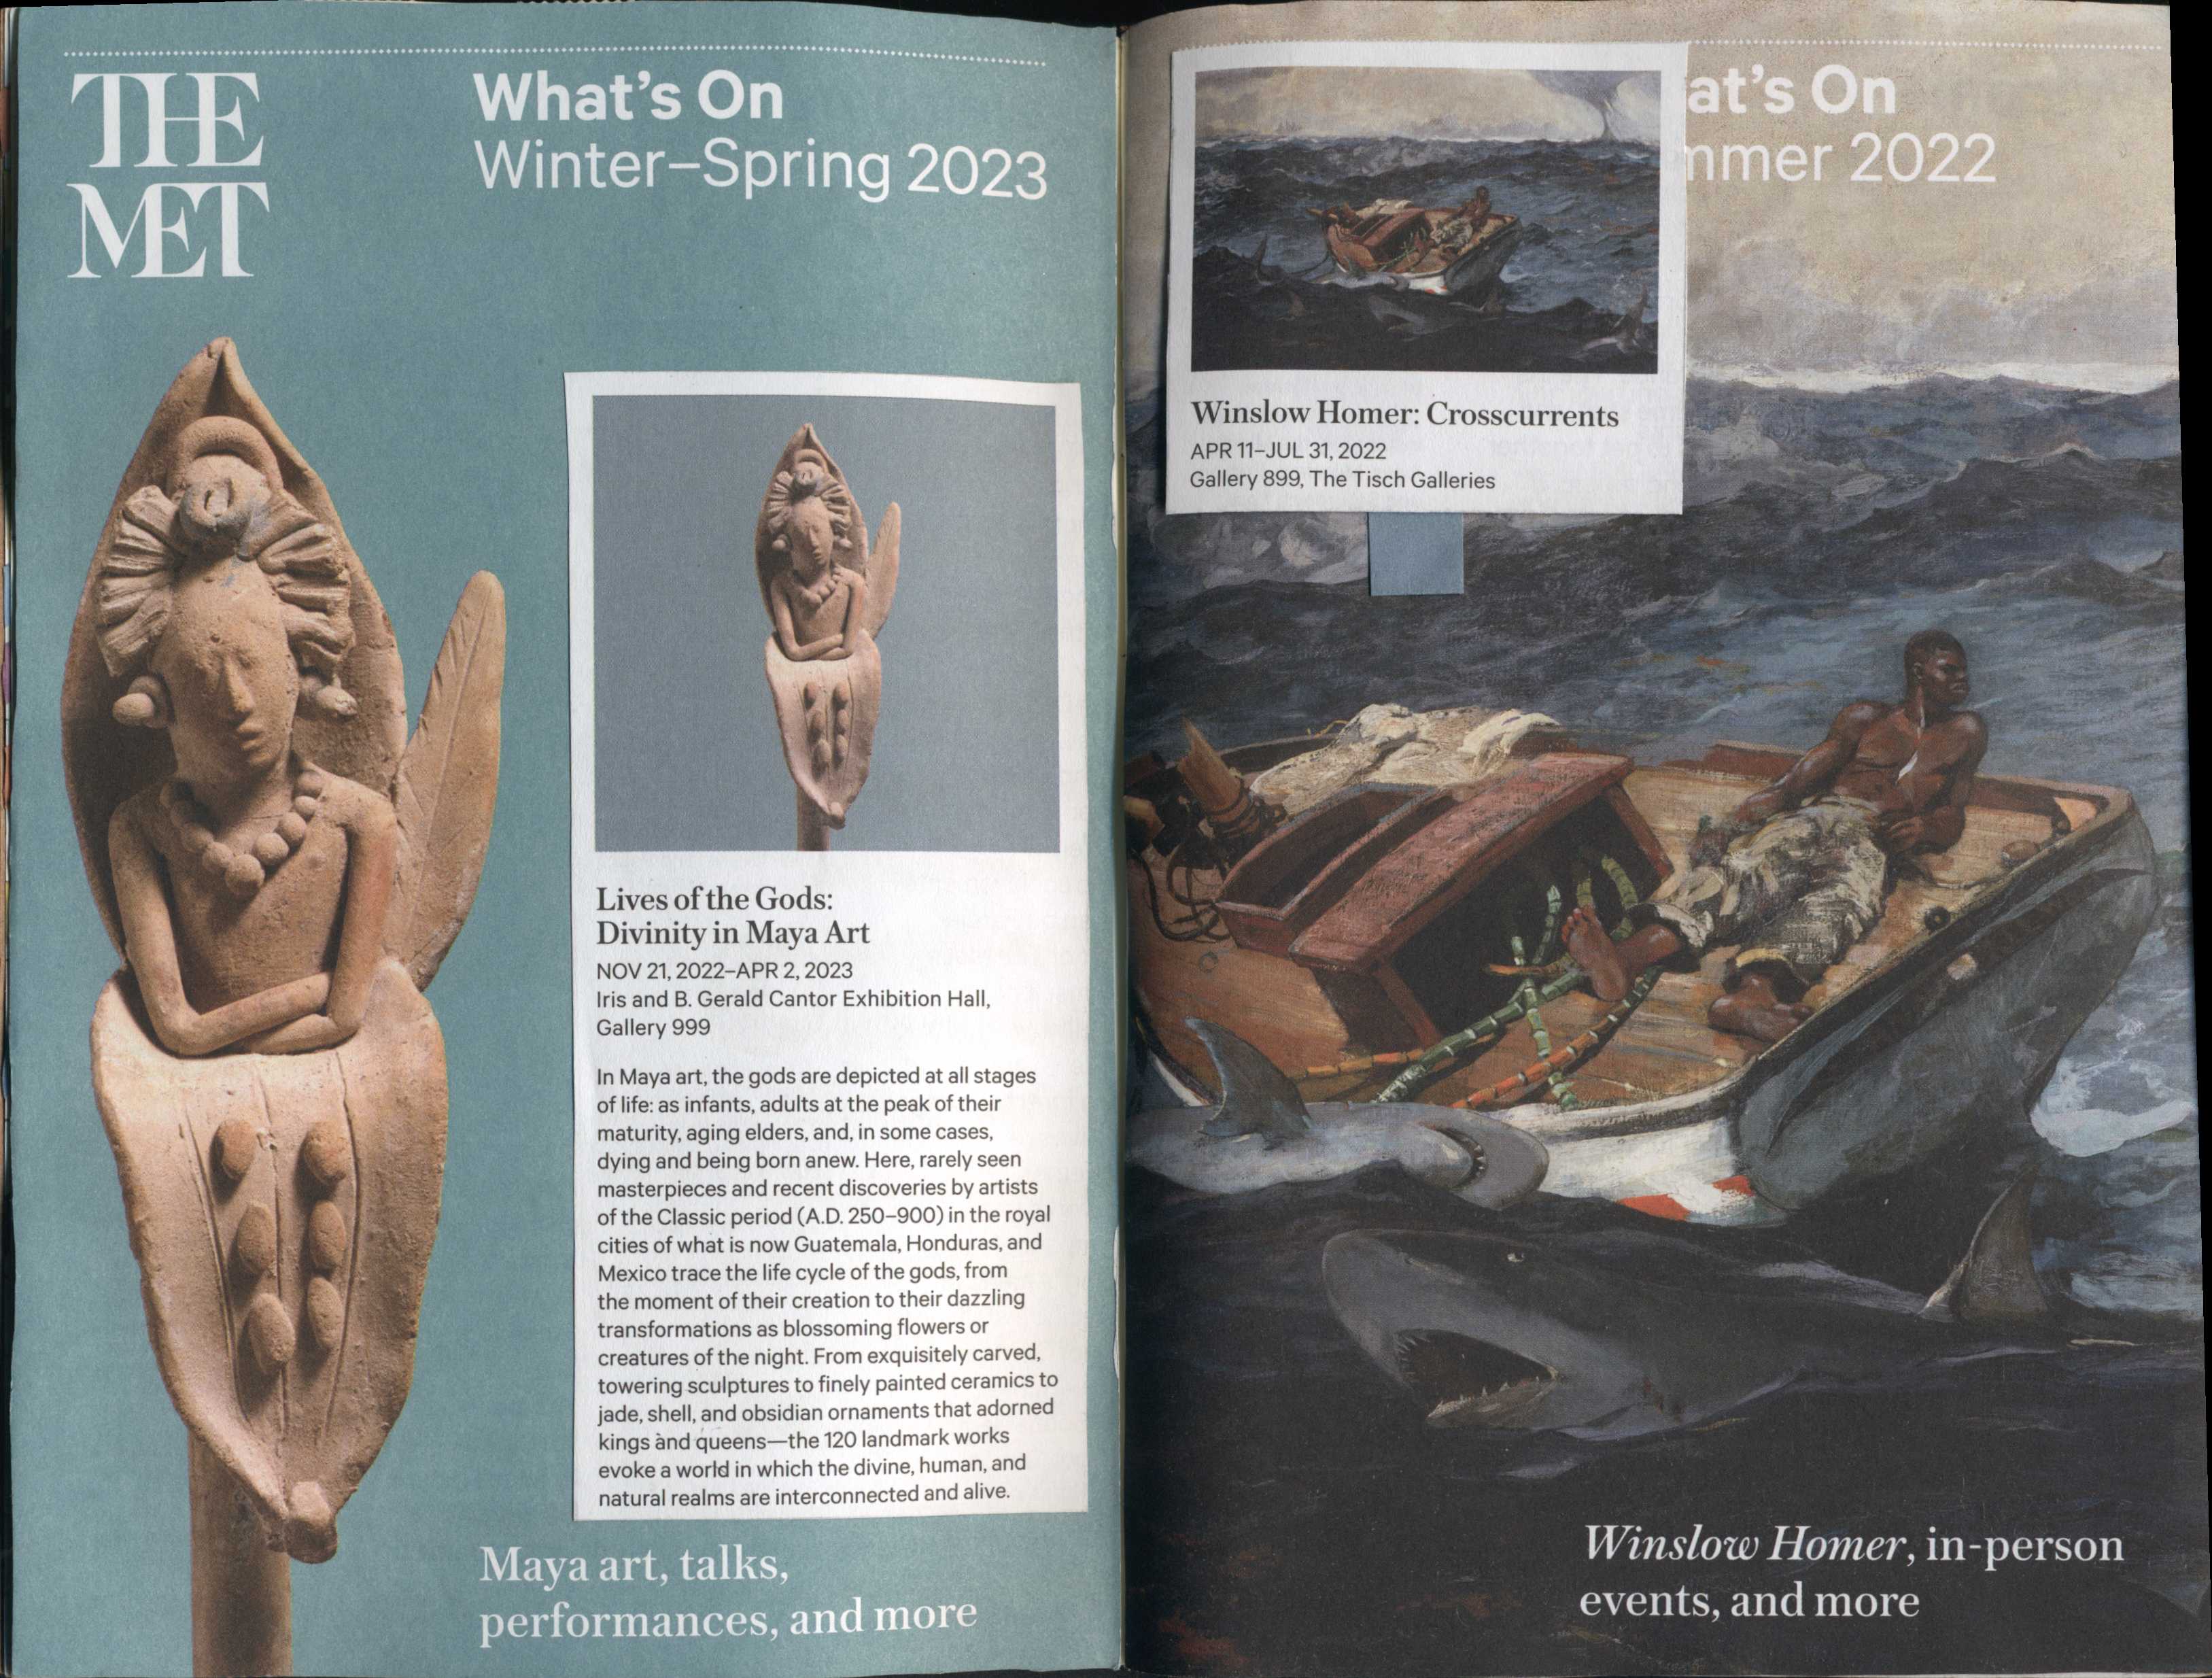 THE
MET
What's On
Winter–Spring 2023
Lives of the Gods:
Divinity in Maya Art
NOV 21, 2022–APR 2, 2023
Iris and B. Gerald Cantor Exhibition Hall,
Gallery 999
In Maya art, the gods are depicted at all stages
of life: as infants, adults at the peak of their
maturity, aging elders, and, in some cases,
dying and being born anew. Here, rarely seen
masterpieces and recent discoveries by artists
of the Classic period (A.D. 250–900) in the royal
cities of what is now Guatemala, Honduras, and
Mexico trace the life cycle of the gods, from
the moment of their creation to their dazzling
transformations as blossoming flowers or
creatures of the night. From exquisitely carved,
towering sculptures to finely painted ceramics to
jade, shell, and obsidian ornaments that adorned
kings and queens—the 120 landmark works
evoke a world in which the divine, human, and
natural realms are interconnected and alive.
Maya art, talks,
performances, and more
at's On
mmer 2022
Winslow Homer: Crosscurrents
APR 11–JUL 31, 2022
Gallery 899, The Tisch Galleries
Winslow Homer, in-person
events, and more